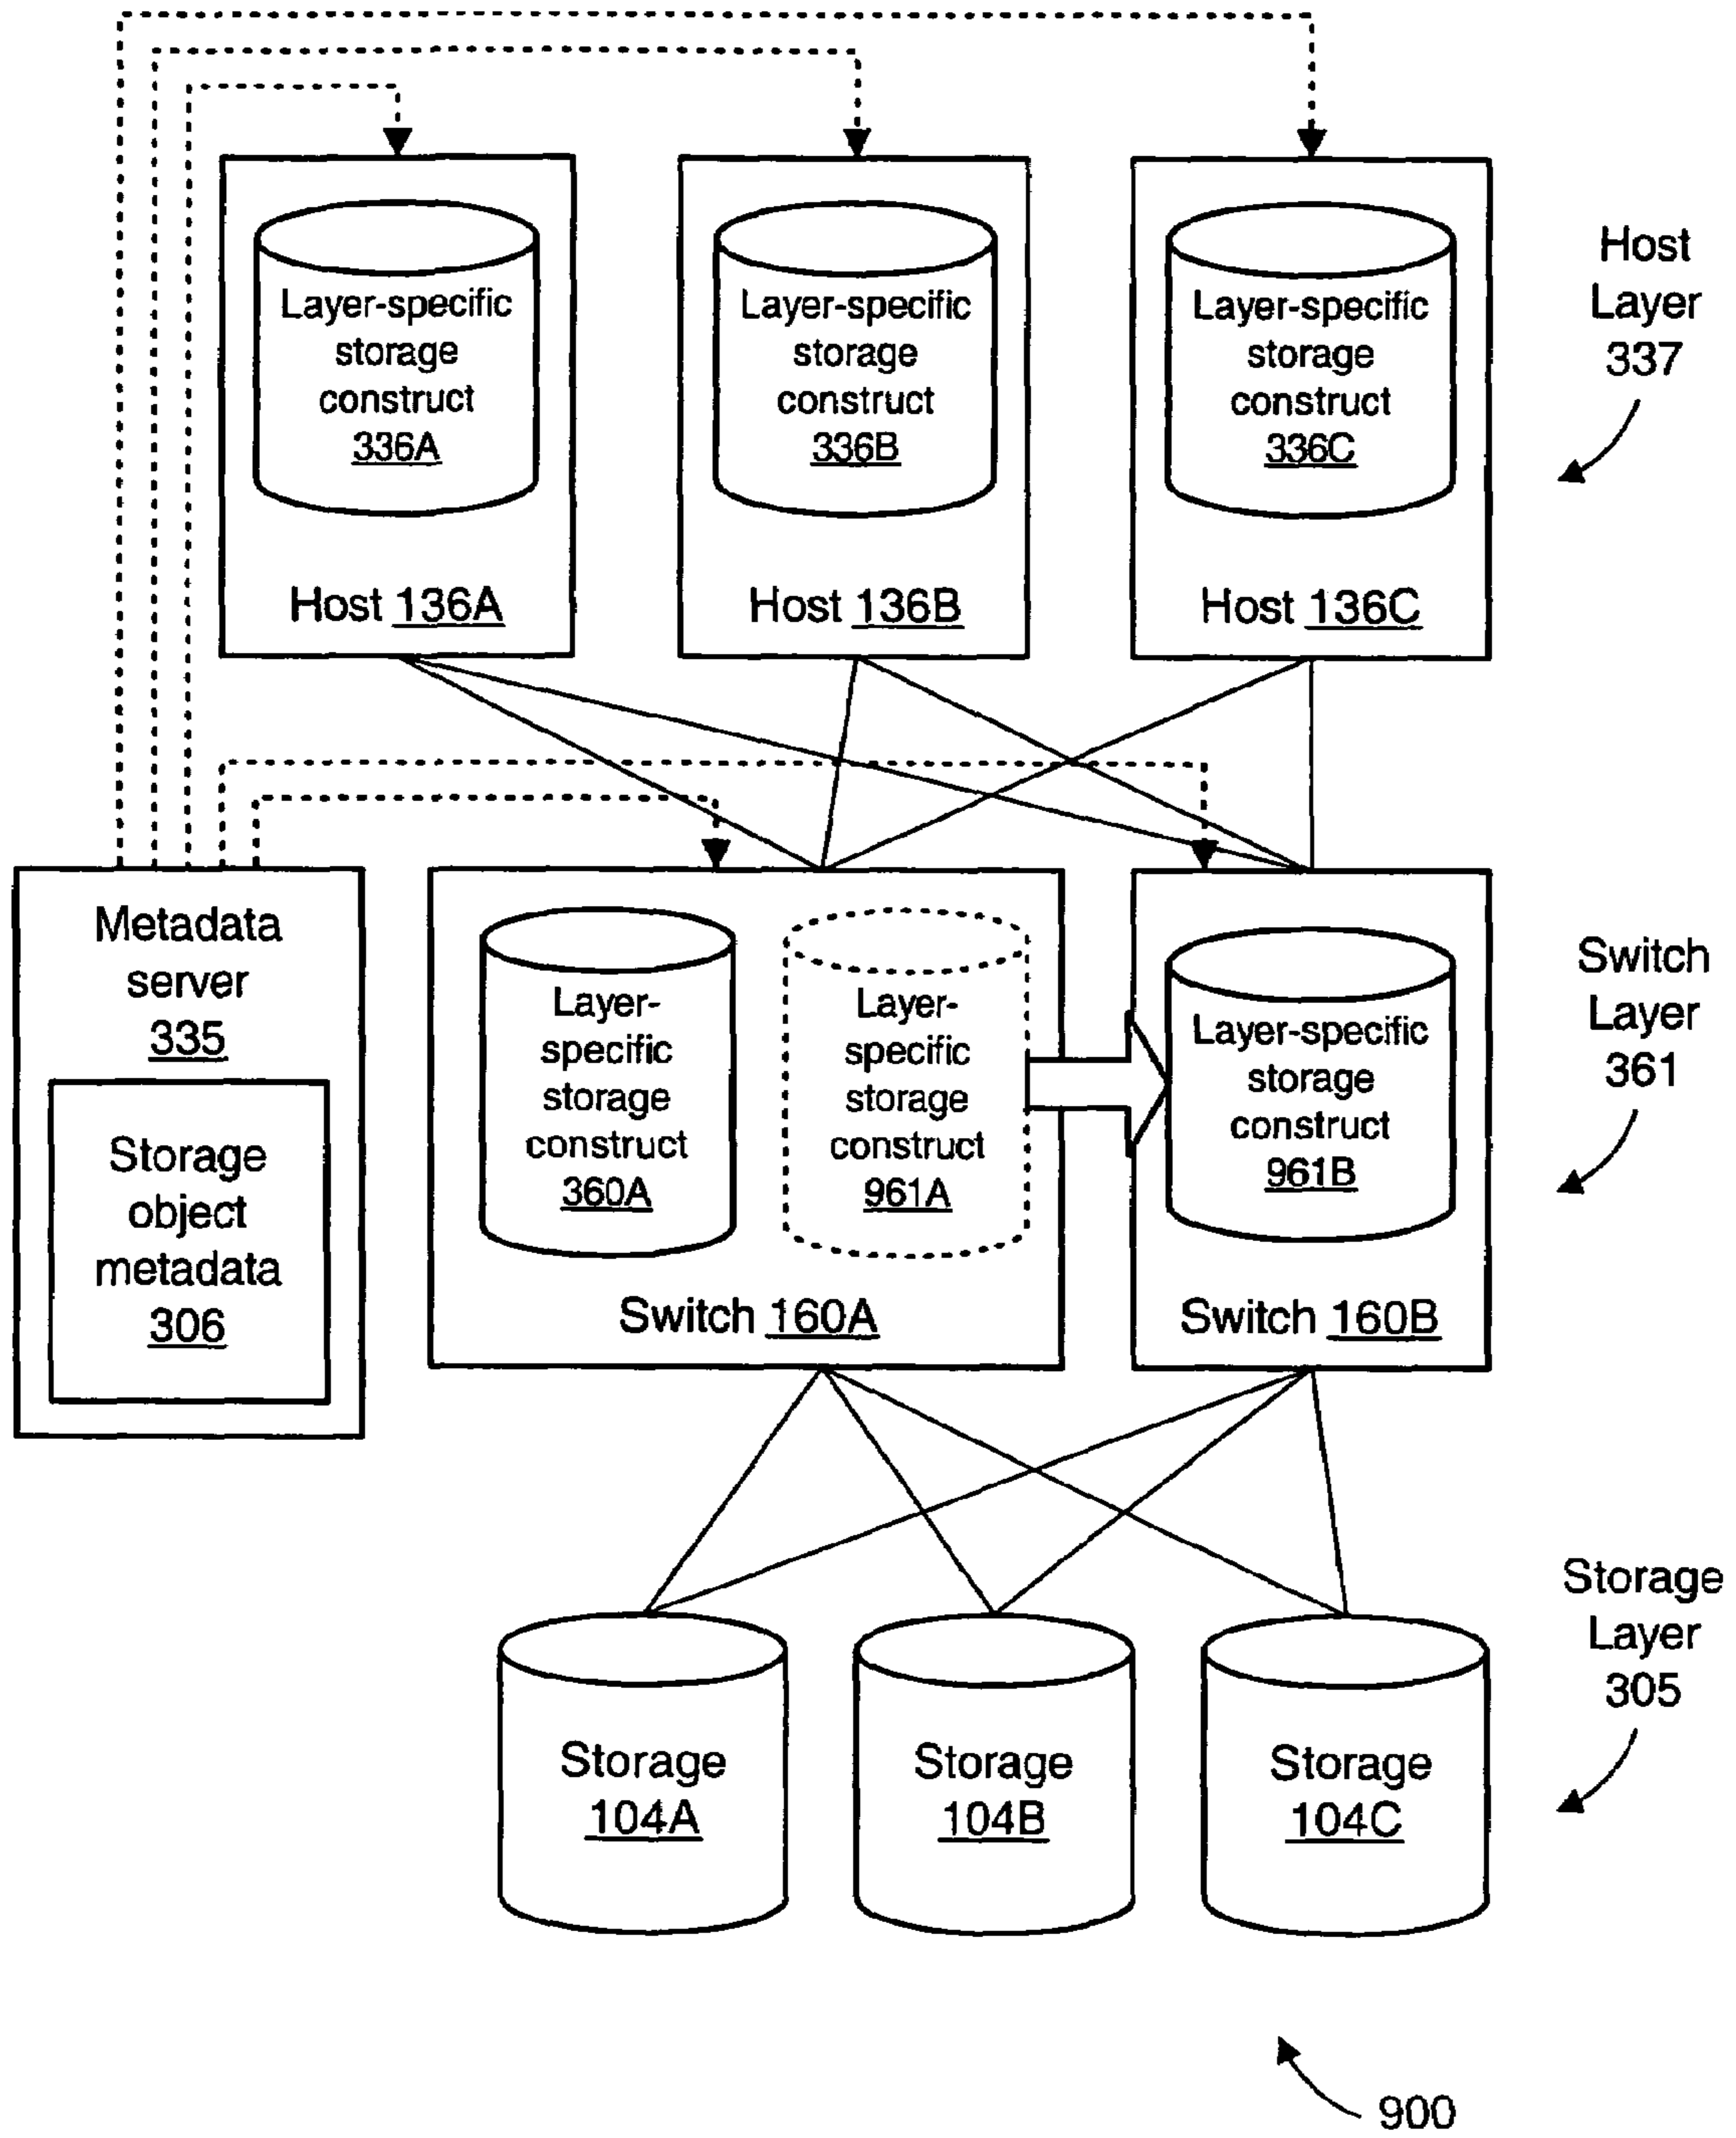 Layer-specific
storage
construct
336A
Host 136A
Layer-specific
storage
construct
336B
Host 136B
Layer-specific
storage
construct
336C
Host 136C
Host
Layer
337
Metadata
server
335
Storage
object
metadata
306
Layer-
specific
storage
construct
360A
Layer-
specific
storage
construct
961A
Switch 160A
Layer-specific
storage
construct
961B
Switch 160B
Switch
Layer
361
Storage
104A
Storage
104B
Storage
104C
Storage
Layer
305
900